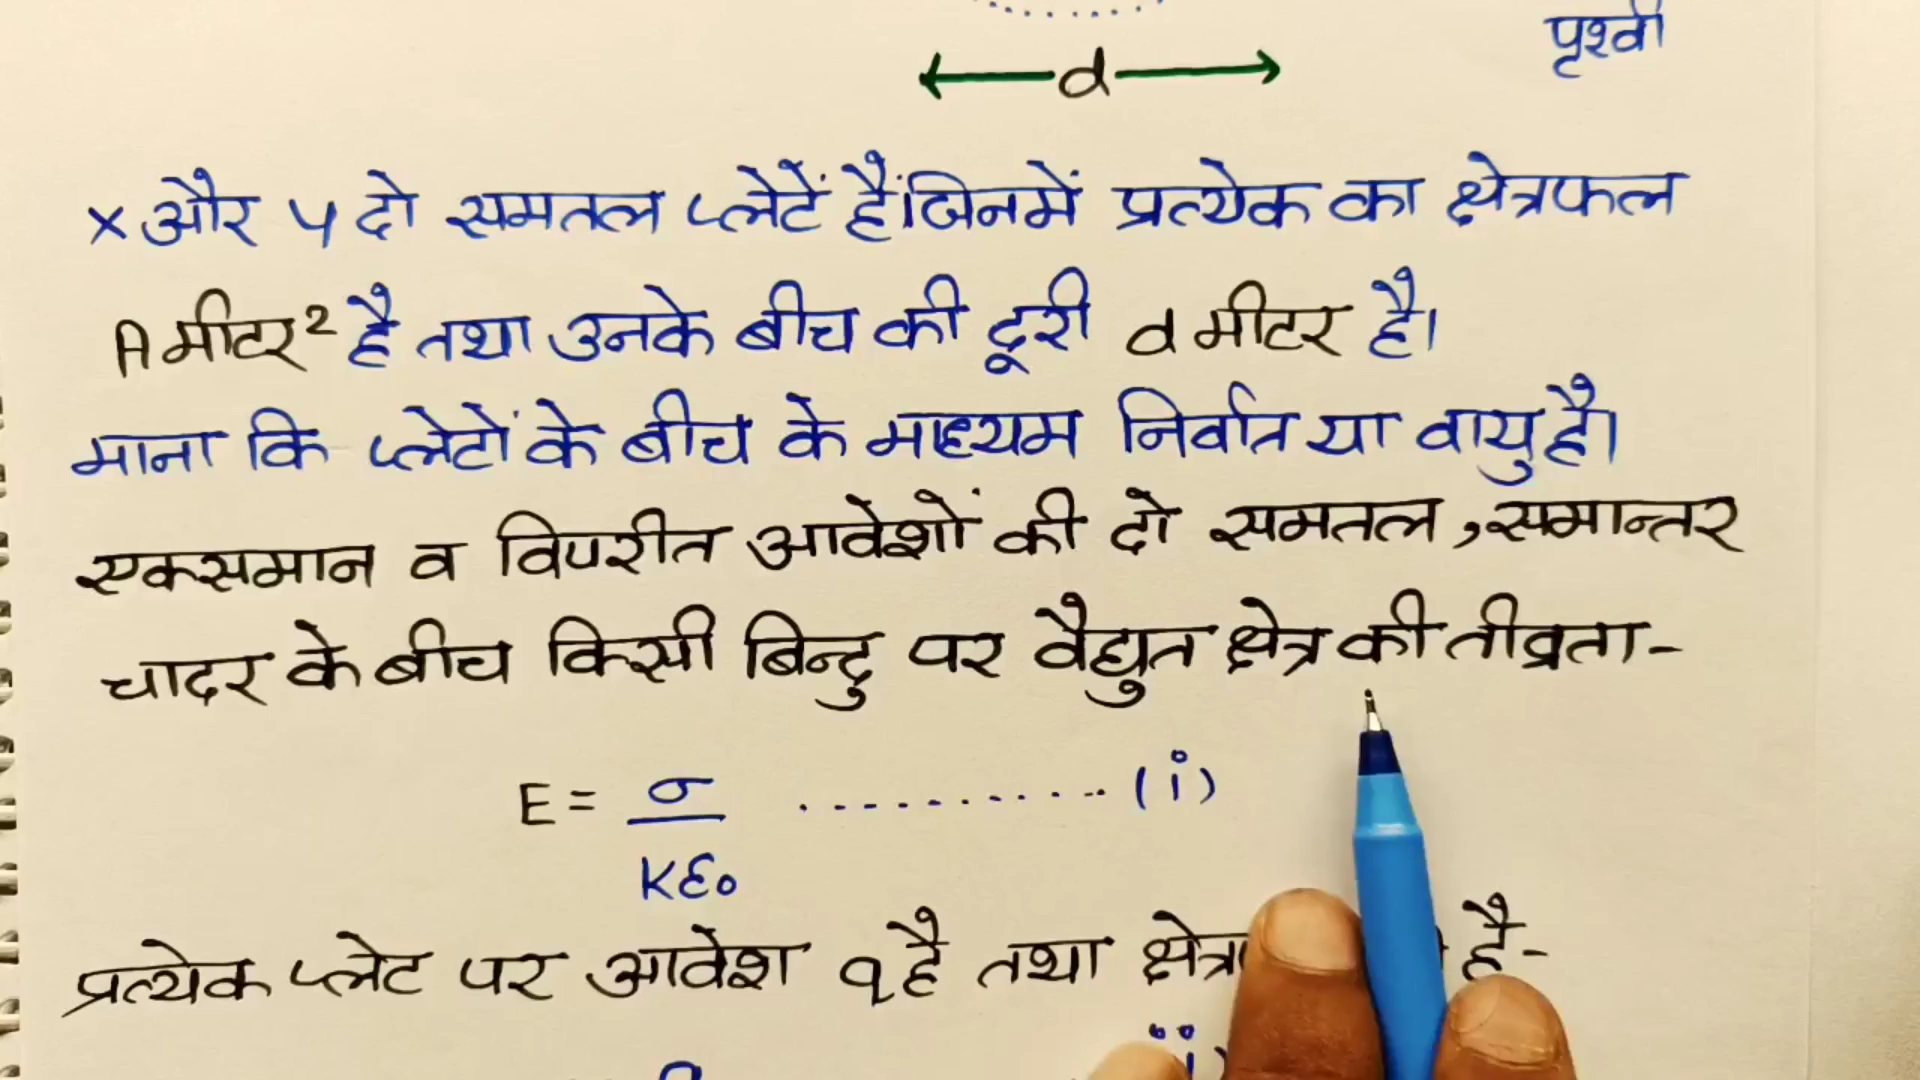 पृथ्वी
d
x और y दो समतल प्लेटें हैं।जिनमें प्रत्येक का क्षेत्रफल
A मीटर² है तथा उनके बीच की दूरी d मीटर है।
माना कि प्लेटों के बीच के माध्यम निर्वात या वायु है।
एकसमान व विपरीत आवेशों की दो समतल, समान्तर
चादर के बीच किसी बिन्दु पर वैद्युत क्षेत्र की तीव्रता-
E = σ/Kε₀ ........... (i)
प्रत्येक प्लेट पर आवेश q है तथा है-